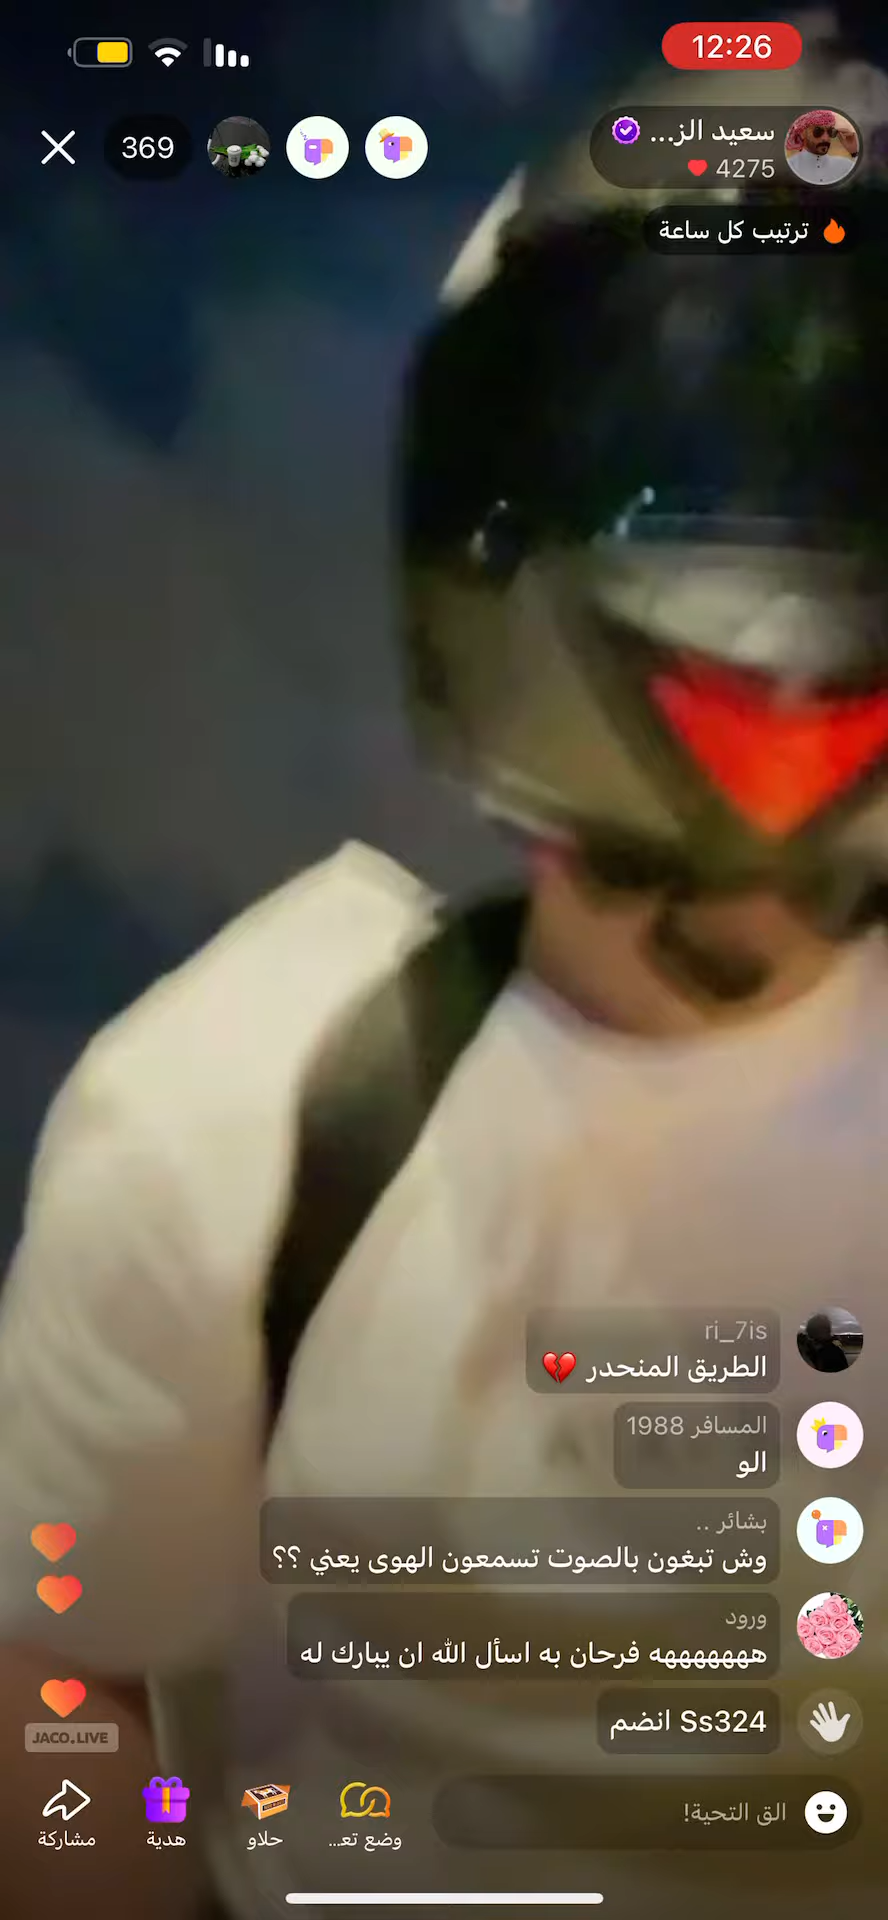 12:26
369
سعيد الز...
4275
ترتيب كل ساعة
ri_7is
الطريق المنحدر 💔
المسافر 1988
الو
بشائر ..
وش تبغون بالصوت تسمعون الهوى يعني ؟؟
ورود
هههههههه فرحان به اسأل الله ان يبارك له
Ss324 انضم
JACO.LIVE
الق التحية!
وضع تعـ...
حلاو
هدية
مشاركة